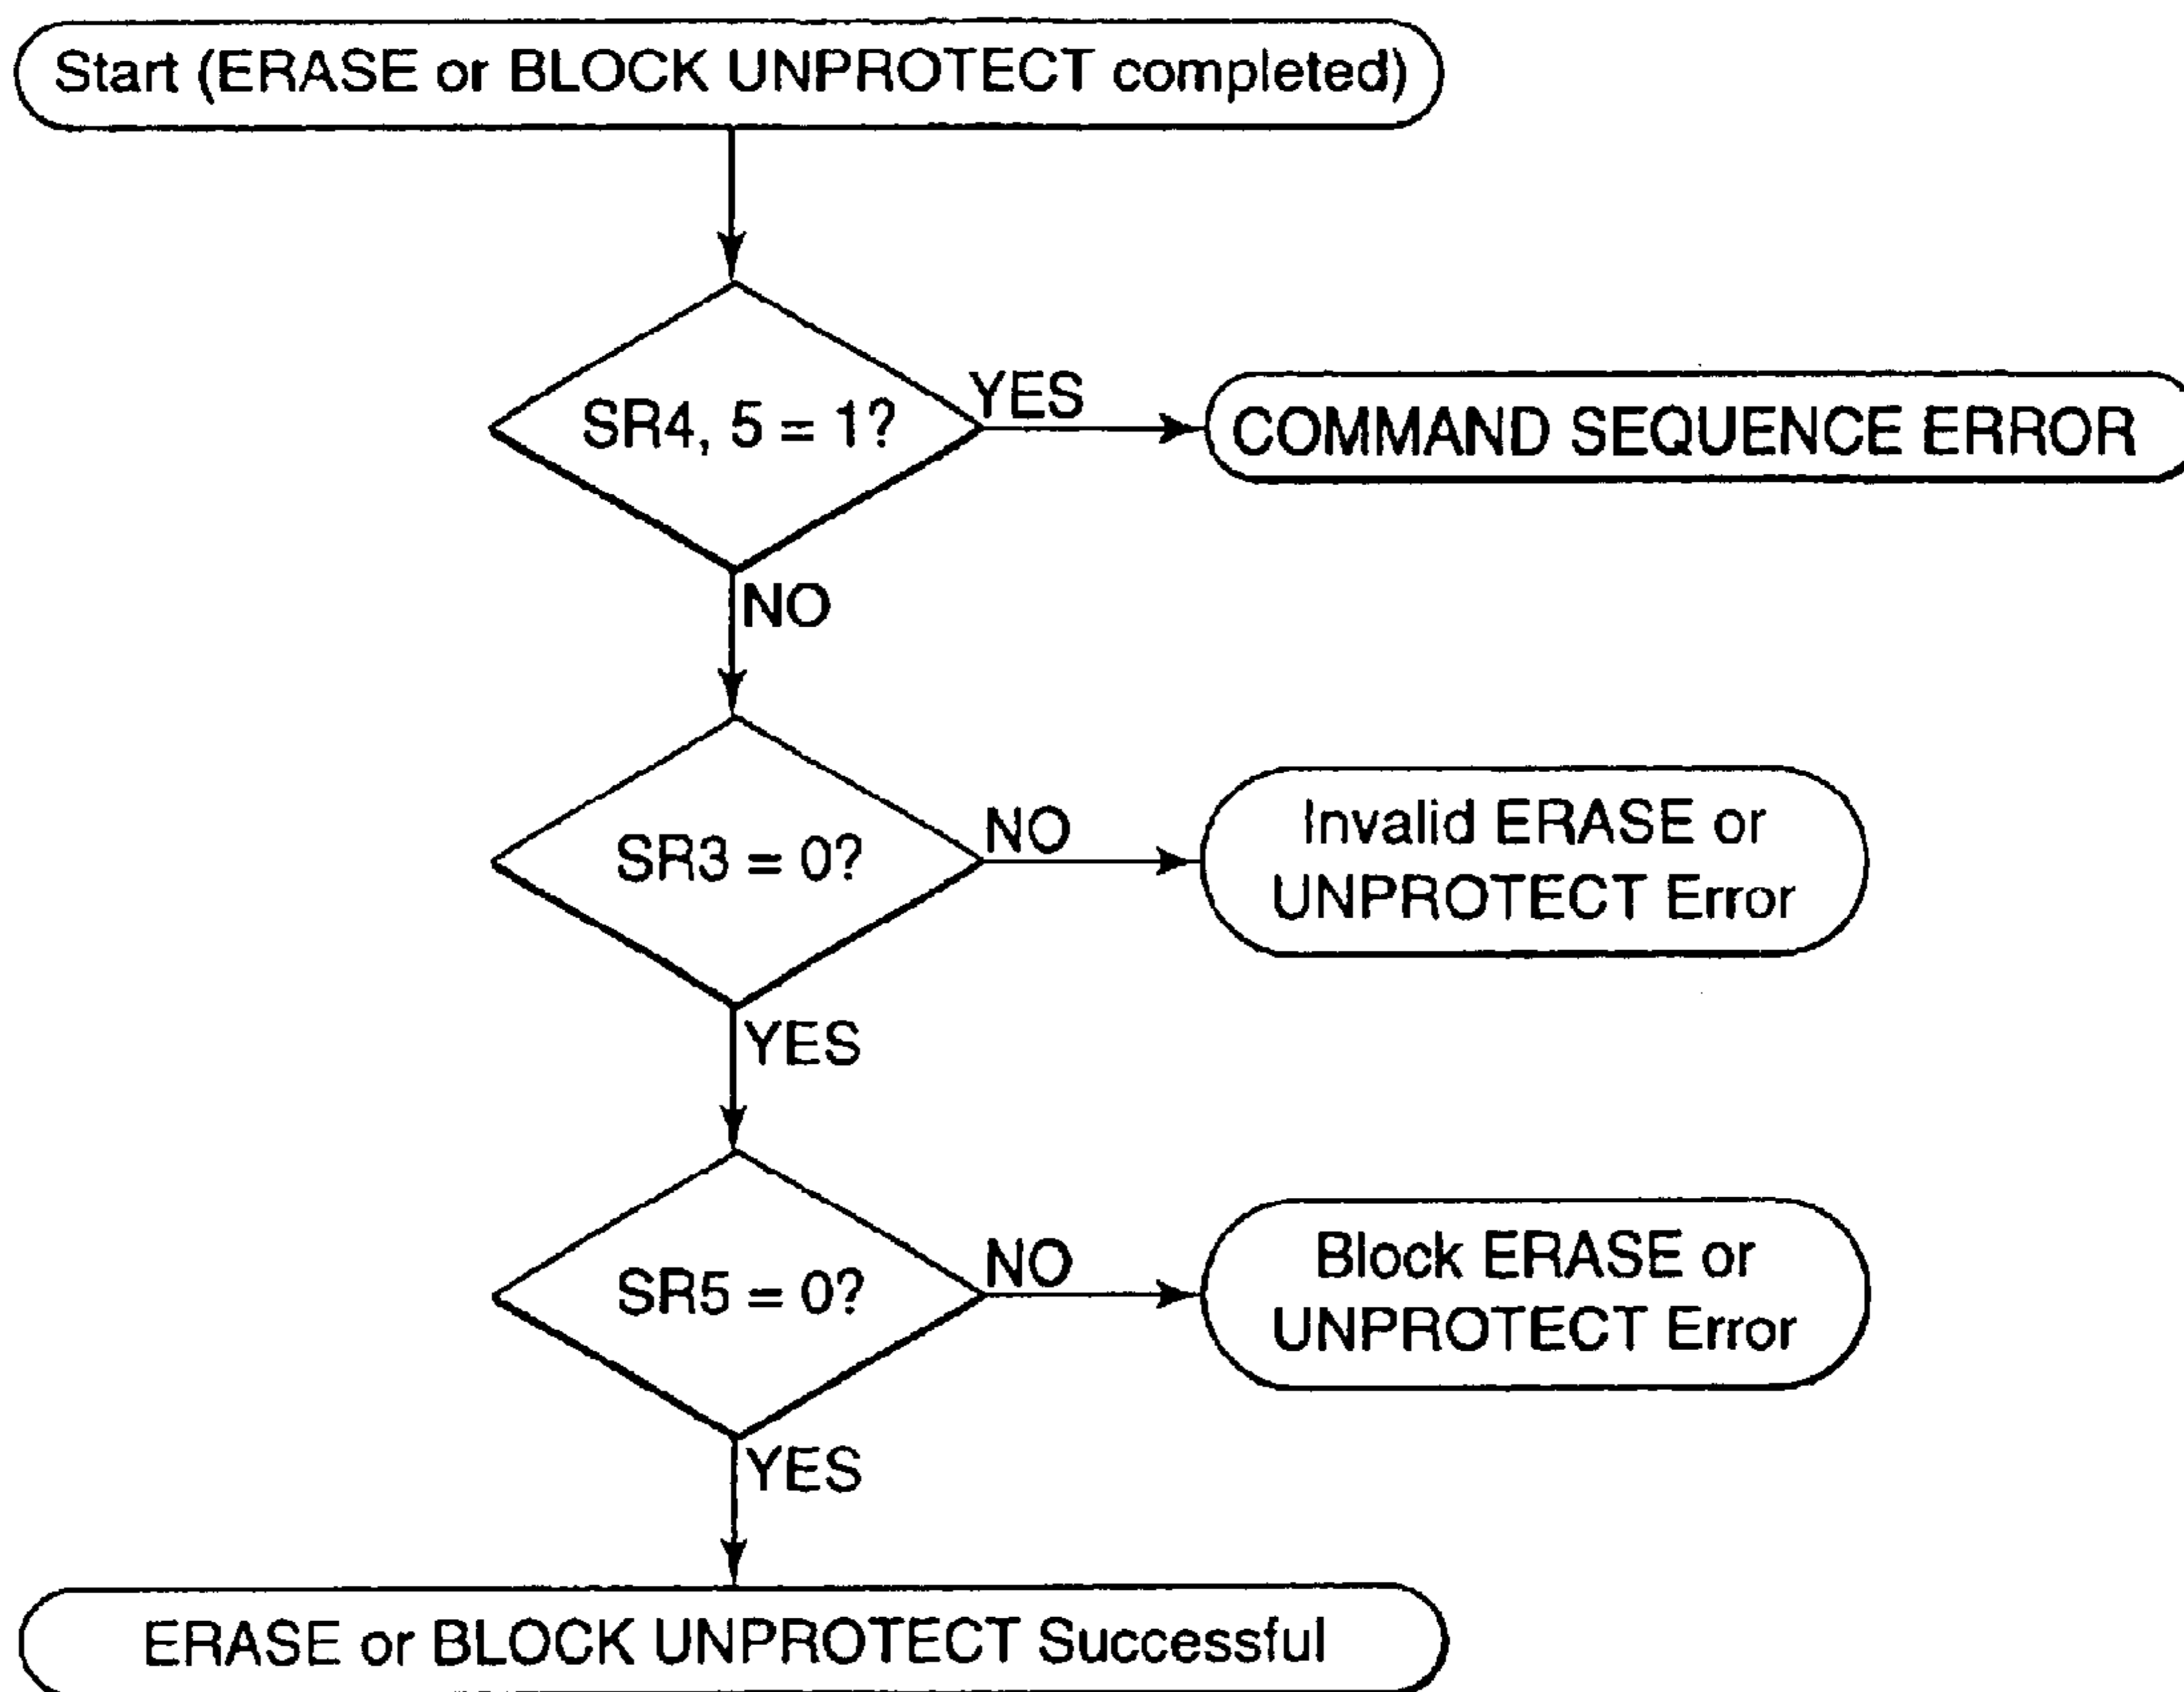 Start (ERASE or BLOCK UNPROTECT completed)
SR4, 5 = 1?
YES
COMMAND SEQUENCE ERROR
NO
SR3 = 0?
NO
Invalid ERASE or
UNPROTECT Error
YES
SR5 = 0?
NO
Block ERASE or
UNPROTECT Error
YES
ERASE or BLOCK UNPROTECT Successful